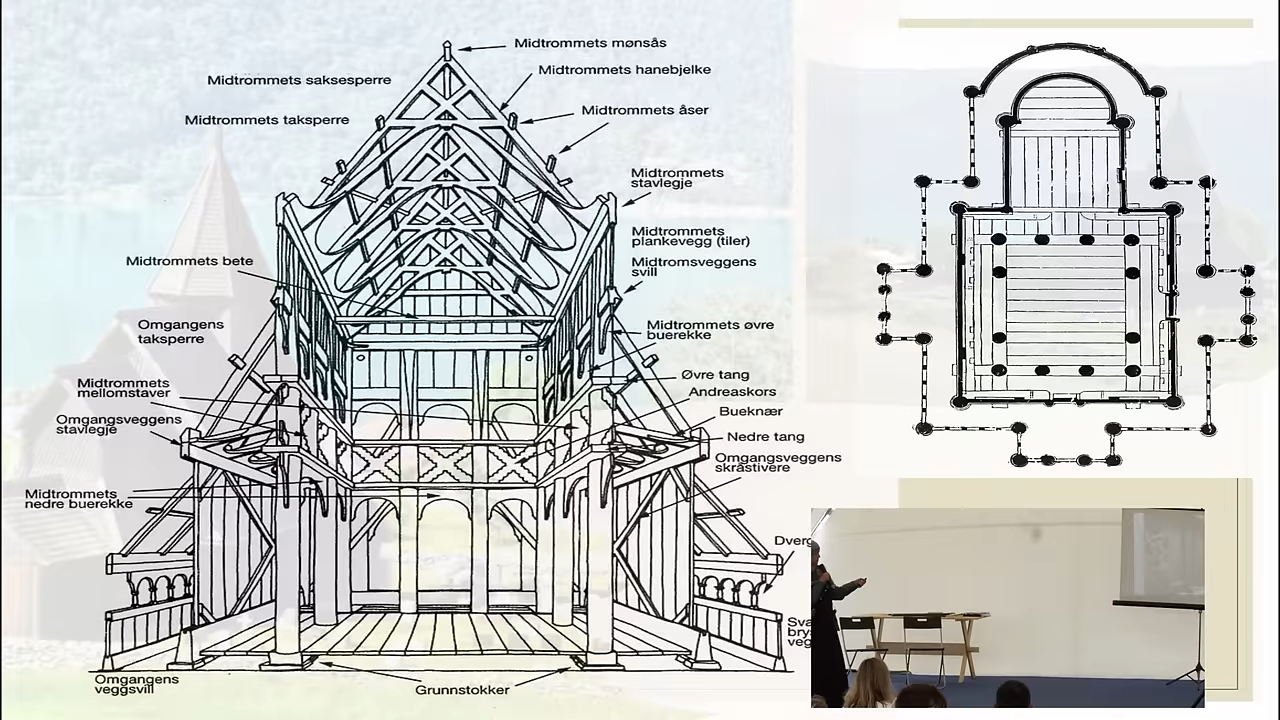 Midtrommets mønsås
Midtrommets saksesperre
Midtrommets hanebjelke
Midtrommets taksperre
Midtrommets åser
Midtrommets
stavlegje
Midtrommets
plankevegg (tiler)
Midtrommets bete
Midtromsveggens
svill
Omgangens
taksperre
Midtrommets øvre
buerekke
Øvre tang
Midtrommets
mellomstaver
Andreaskors
Bueknær
Omgangsveggens
stavlegje
Nedre tang
Omgangsveggens
skråstivere
Midtrommets
nedre buerekke
Dverg
Sva
bry
veg
Omgangens
veggsvill
Grunnstokker